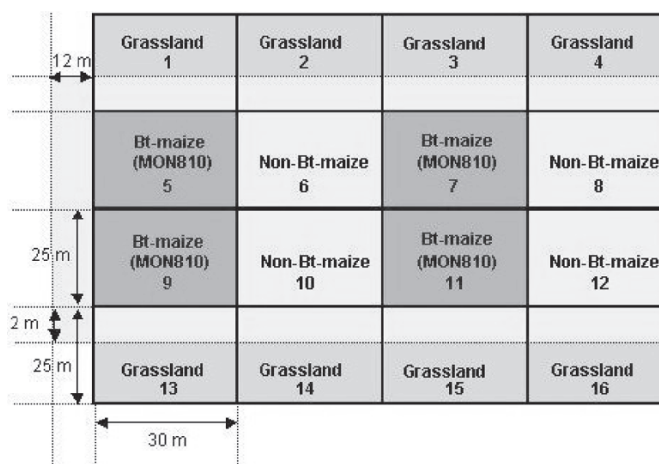 Grassland Grassland Grassland Grassland
1 2 3 4
12 m
Bt-maize Bt-maize
(MON810) Non-Bt-maize (MON810) Non-Bt-maize
5 6 7 8
Bt-maize Bt-maize
25 m (MON810) Non-Bt-maize (MON810) Non-Bt-maize
9 10 11 12
2 m
25 m
Grassland Grassland Grassland Grassland
13 14 15 16
30 m